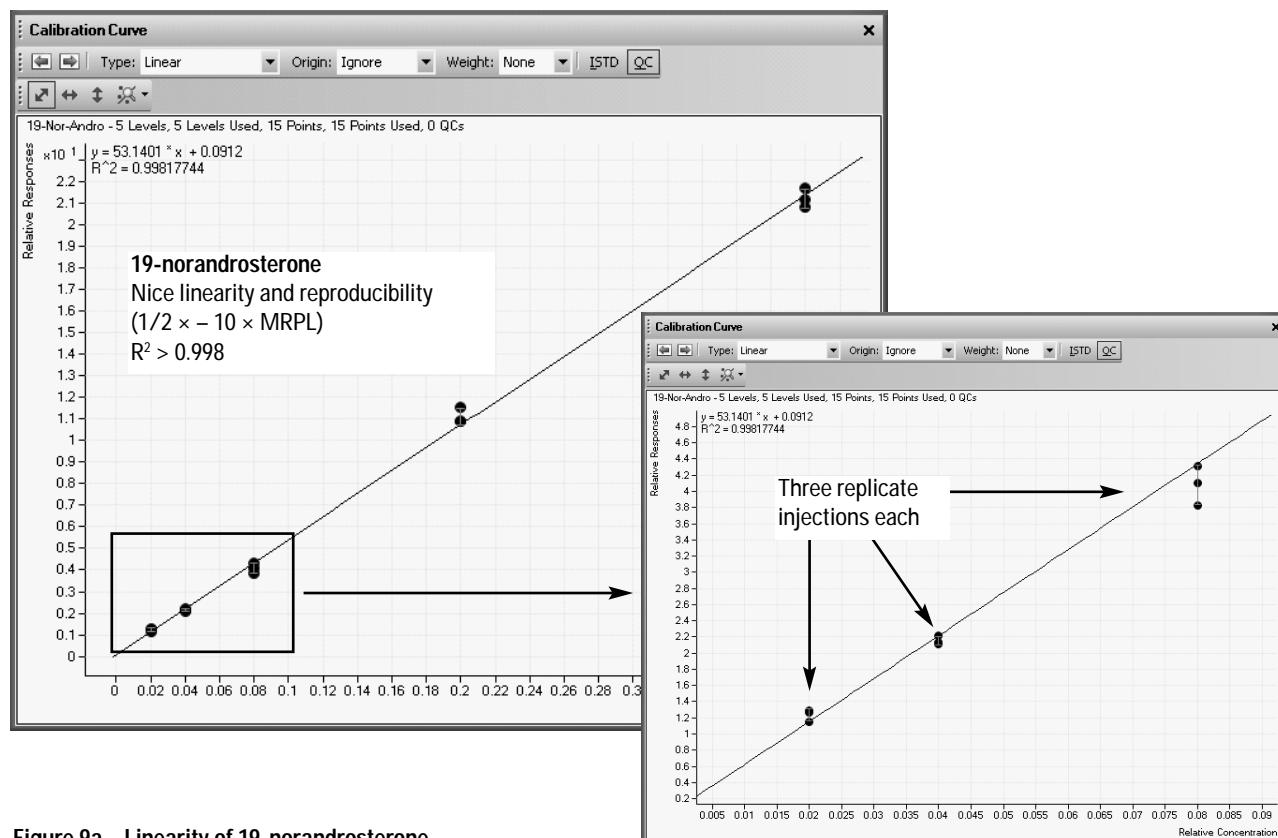 Calibration Curve
Type: Linear Origin: Ignore Weight: None ISTD QC
19-Nor-Andro - 5 Levels, 5 Levels Used, 15 Points, 15 Points Used, 0 QCs
Relative Responses
x10 1
y = 53.1401 * x + 0.0912
R^2 = 0.99817744
2.2
2.1
2
1.9
1.8
1.7
1.6
1.5
1.4
1.3
1.2
1.1
1
0.9
0.8
0.7
0.6
0.5
0.4
0.3
0.2
0.1
0
19-norandrosterone
Nice linearity and reproducibility
(1/2 × – 10 × MRPL)
R² > 0.998
0 0.02 0.04 0.06 0.08 0.1 0.12 0.14 0.16 0.18 0.2 0.22 0.24 0.26 0.28 0.3
Calibration Curve
Type: Linear Origin: Ignore Weight: None ISTD QC
19-Nor-Andro - 5 Levels, 5 Levels Used, 15 Points, 15 Points Used, 0 QCs
Relative Responses
y = 53.1401 * x + 0.0912
R^2 = 0.99817744
4.8
4.6
4.4
4.2
4
3.8
3.6
3.4
3.2
3
2.8
2.6
2.4
2.2
2
1.8
1.6
1.4
1.2
1
0.8
0.6
0.4
0.2
Three replicate
injections each
0.005 0.01 0.015 0.02 0.025 0.03 0.035 0.04 0.045 0.05 0.055 0.06 0.065 0.07 0.075 0.08 0.085 0.09
Relative Concentration
Figure 9a. Linearity of 19-norandrosterone.